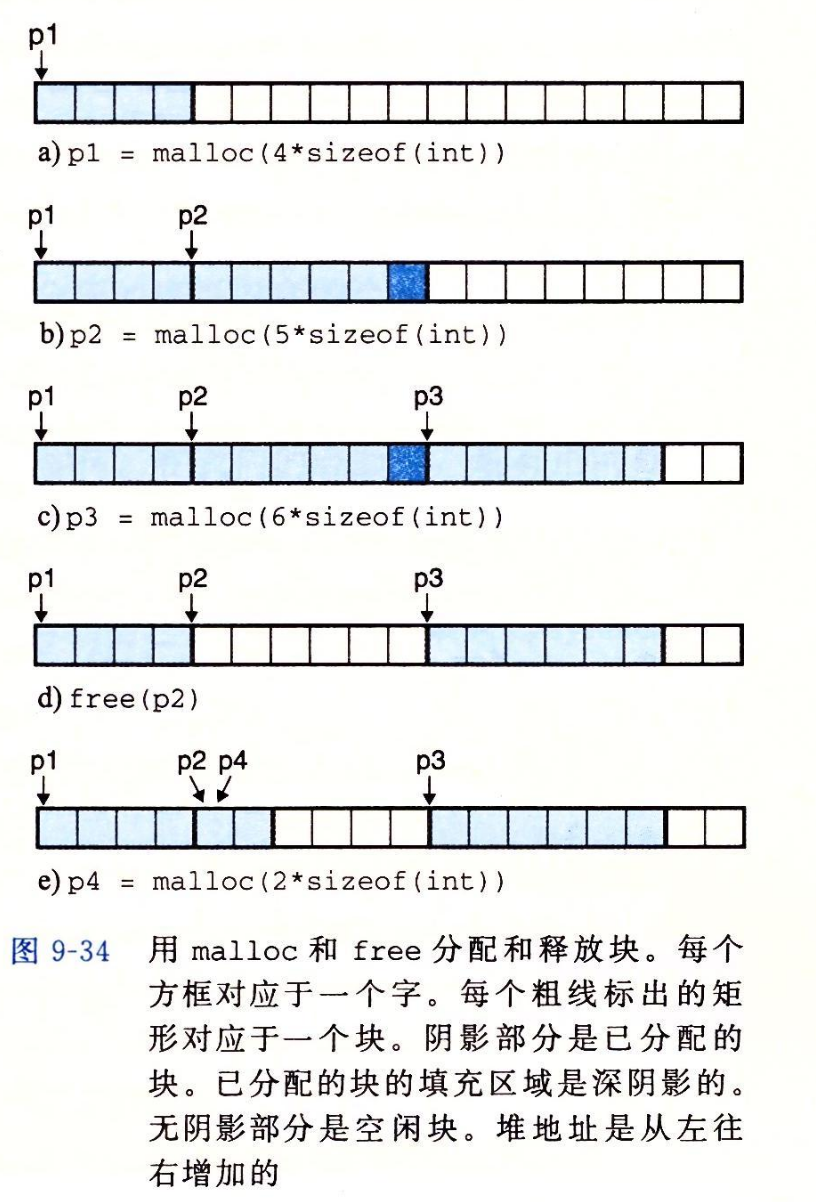 p1
a) p1 = malloc(4*sizeof(int))
p1 p2
b) p2 = malloc(5*sizeof(int))
p1 p2 p3
c) p3 = malloc(6*sizeof(int))
p1 p2 p3
d) free(p2)
p1 p2 p4 p3
e) p4 = malloc(2*sizeof(int))
图 9-34 用 malloc 和 free 分配和释放块。每个
方框对应于一个字。每个粗线标出的矩
形对应于一个块。阴影部分是已分配的
块。已分配的块的填充区域是深阴影的。
无阴影部分是空闲块。堆地址是从左往
右增加的